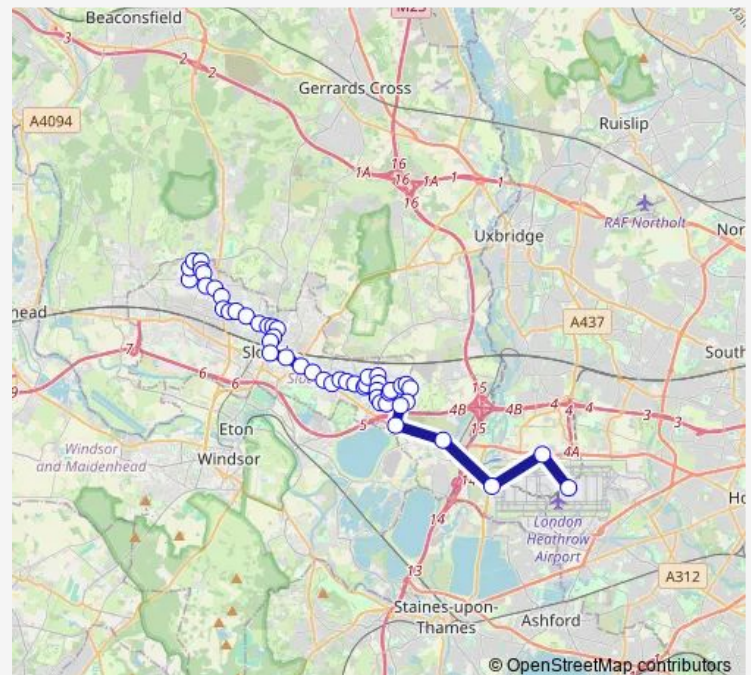 M25
Beaconsfield
3
2
2
Gerrards Cross
A4094
Ruislip
1A
16
16
1A
1
1
16
RAF Northolt
Uxbridge
A437
7
Slo
South
6
6
15
9
4B
4B
4
4
4
3
3
5
15
Eton
4A
Windsor
and Maidenhead
Windsor
14
14
London
Heathrow
Airport
13
A312
Staines-upon-
Thames
Ashford
1
© OpenStreetMap contributors